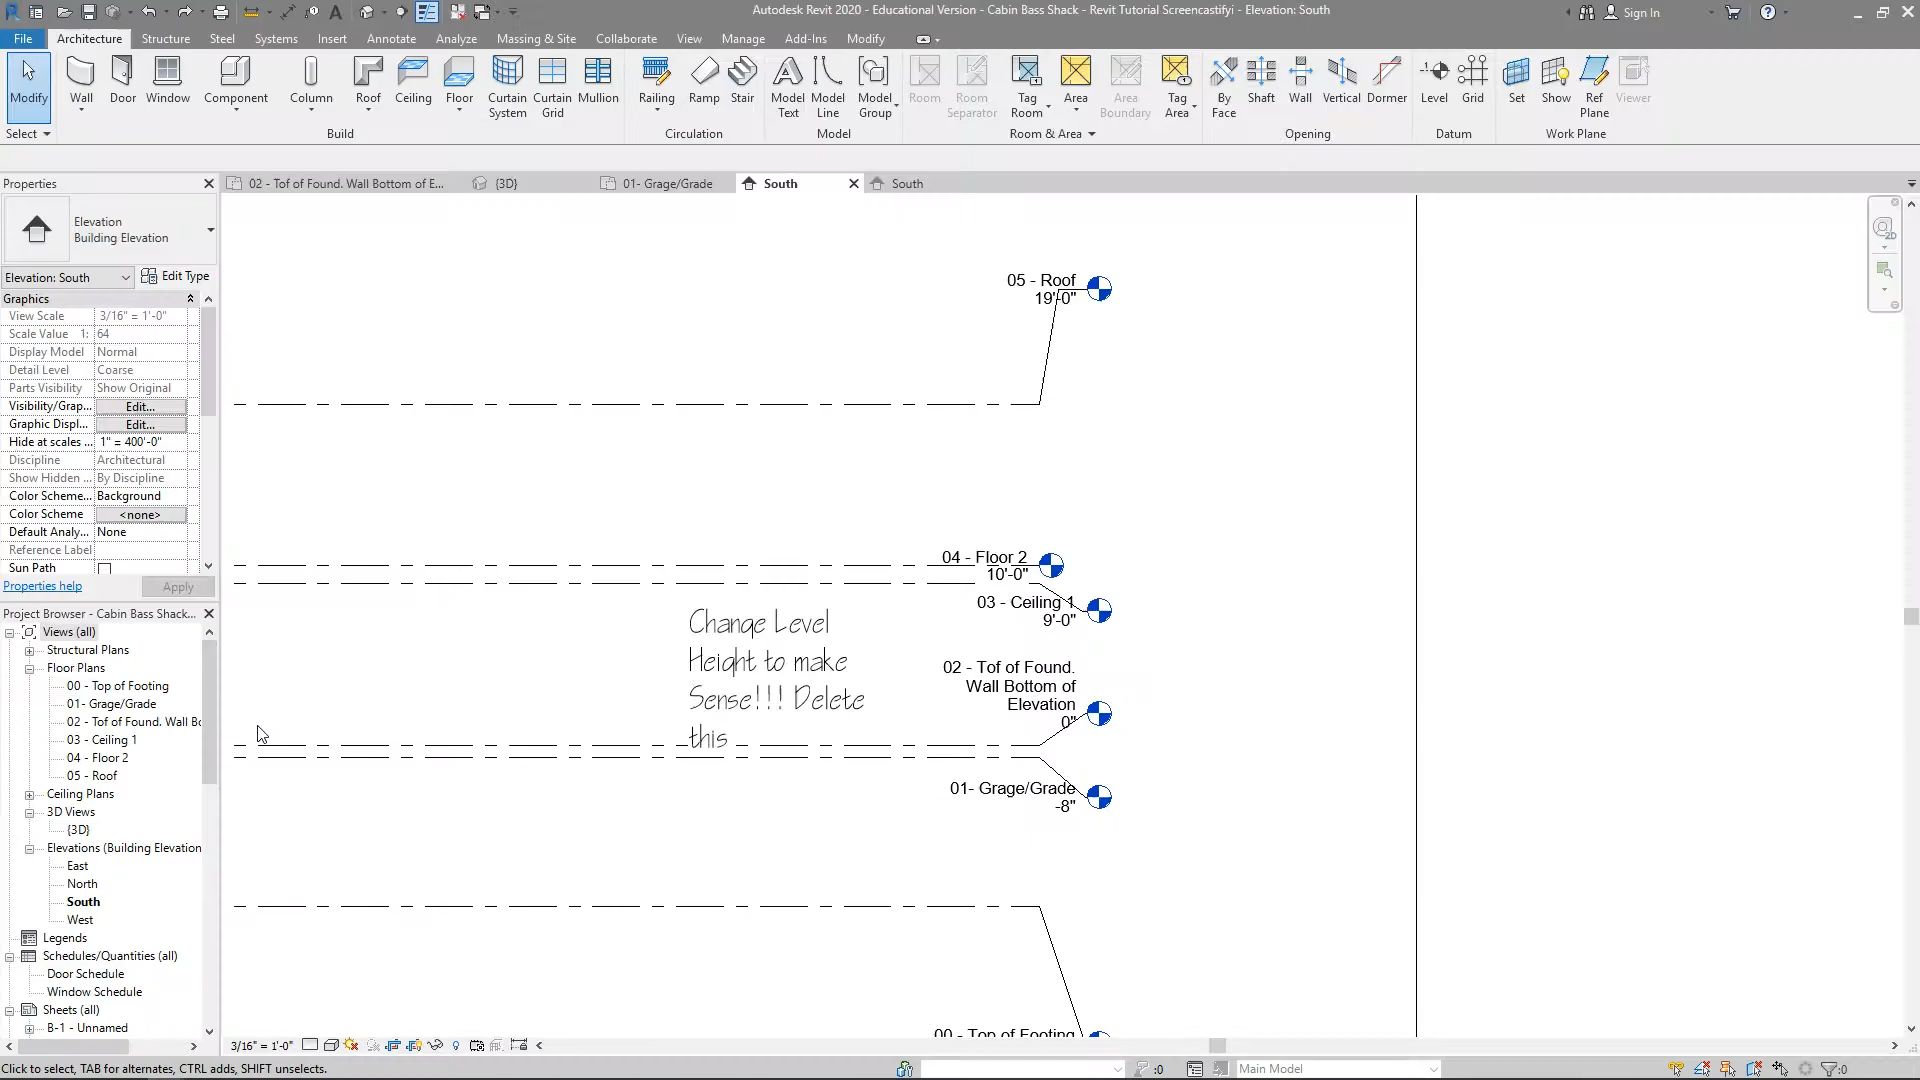 Autodesk Revit 2020 - Educational Version - Cabin Bass Shack - Revit Tutorial Screencastifyi - Elevation: South
Sign In
File Architecture Structure Steel Systems Insert Annotate Analyze Massing & Site Collaborate View Manage Add-Ins Modify
Modify Wall Door Window Component Column Roof Ceiling Floor Curtain System Curtain Grid Mullion Railing Ramp Stair Model Text Model Line Model Group Room Room Separator Tag Room Area Area Boundary Tag Area By Face Shaft Wall Vertical Dormer Level Grid Set Show Ref Plane Viewer
Select Build Circulation Model Room & Area Opening Datum Work Plane
Properties
02 - Tof of Found. Wall Bottom of E... {3D} 01- Grage/Grade South South
Elevation
Building Elevation
Elevation: South Edit Type
Graphics
View Scale 3/16" = 1'-0"
Scale Value 1: 64
Display Model Normal
Detail Level Coarse
Parts Visibility Show Original
Visibility/Grap... Edit...
Graphic Displ... Edit...
Hide at scales ... 1" = 400'-0"
Discipline Architectural
Show Hidden ... By Discipline
Color Scheme... Background
Color Scheme <none>
Default Analy... None
Reference Label
Sun Path
Properties help Apply
Project Browser - Cabin Bass Shack...
Views (all)
Structural Plans
Floor Plans
00 - Top of Footing
01- Grage/Grade
02 - Tof of Found. Wall Bo
03 - Ceiling 1
04 - Floor 2
05 - Roof
Ceiling Plans
3D Views
{3D}
Elevations (Building Elevation
East
North
South
West
Legends
Schedules/Quantities (all)
Door Schedule
Window Schedule
Sheets (all)
B-1 - Unnamed
05 - Roof
19'-0"
04 - Floor 2
10'-0"
03 - Ceiling 1
9'-0"
Change Level
Height to make
Sense!!! Delete
this
02 - Tof of Found.
Wall Bottom of
Elevation
0"
01- Grage/Grade
-8"
00 - Top of Footing
2D
3/16" = 1'-0"
Click to select, TAB for alternates, CTRL adds, SHIFT unselects.
:0
Main Model
:0